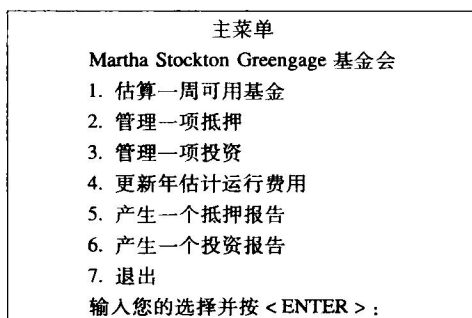 主菜单
Martha Stockton Greengage 基金会
1. 估算一周可用基金
2. 管理一项抵押
3. 管理一项投资
4. 更新年估计运行费用
5. 产生一个抵押报告
6. 产生一个投资报告
7. 退出
输入您的选择并按 < ENTER > :